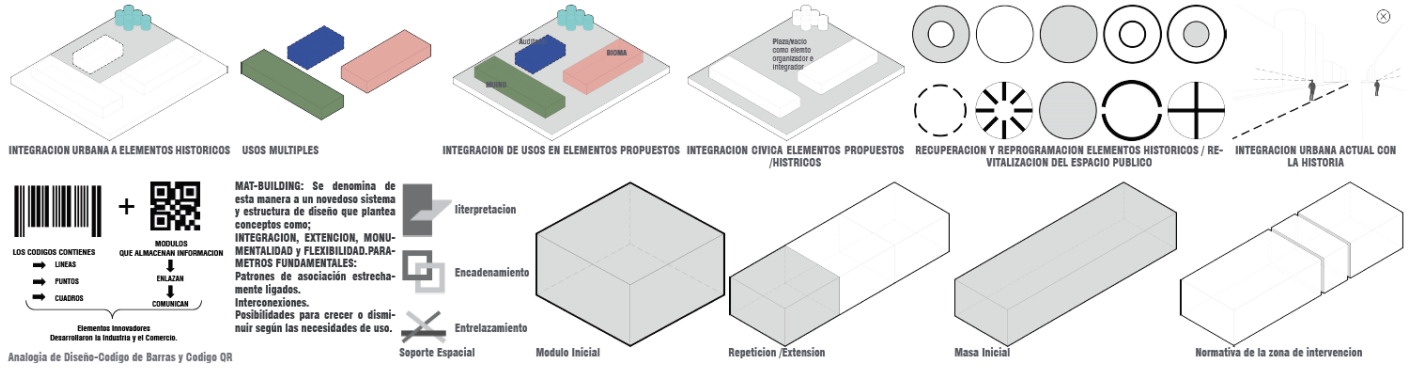 Auditorio
BIOMA
MUSEO
Plaza/vacio
como elemto
organizador e
integrador
INTEGRACION URBANA A ELEMENTOS HISTORICOS
USOS MULTIPLES
INTEGRACION DE USOS EN ELEMENTOS PROPUESTOS
INTEGRACION CIVICA ELEMENTOS PROPUESTOS
/HISTRICOS
RECUPERACION Y REPROGRAMACION ELEMENTOS HISTORICOS / RE-
VITALIZACION DEL ESPACIO PUBLICO
INTEGRACION URBANA ACTUAL CON
LA HISTORIA
+
LOS CODIGOS CONTIENES
LINEAS
PUNTOS
CUADROS
MODULOS
QUE ALMACENAN INFORMACION
ENLAZAN
COMUNICAN
Elementos Innovadores
Desarrollaron la Industria y el Comercio.
Analogia de Diseño-Codigo de Barras y Codigo QR
MAT-BUILDING: Se denomina de
esta manera a un novedoso sistema
y estructura de diseño que plantea
conceptos como;
INTEGRACION, EXTENCION, MONU-
MENTALIDAD y FLEXIBILIDAD.PARA-
METROS FUNDAMENTALES:
Patrones de asociación estrecha-
mente ligados.
Interconexiones.
Posibilidades para crecer o dismi-
nuir según las necesidades de uso.
Iiterpretacion
Encadenamiento
Entrelazamiento
Soporte Espacial
Modulo Inicial
Repeticion /Extension
Masa Inicial
Normativa de la zona de intervencion